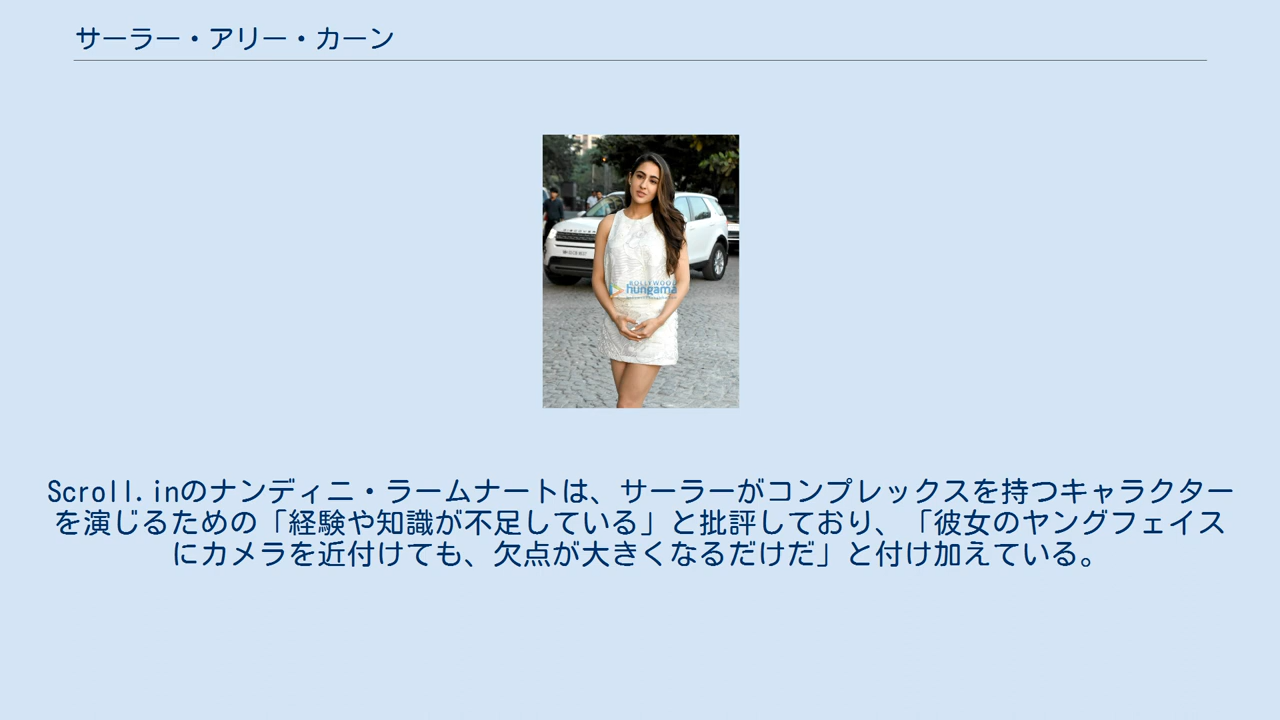 サーラー・アリー・カーン
BOLLYWOOD
hungama
Scroll.inのナンディニ・ラームナートは、サーラーがコンプレックスを持つキャラクター
を演じるための「経験や知識が不足している」と批評しており、「彼女のヤングフェイス
にカメラを近付けても、欠点が大きくなるだけだ」と付け加えている。